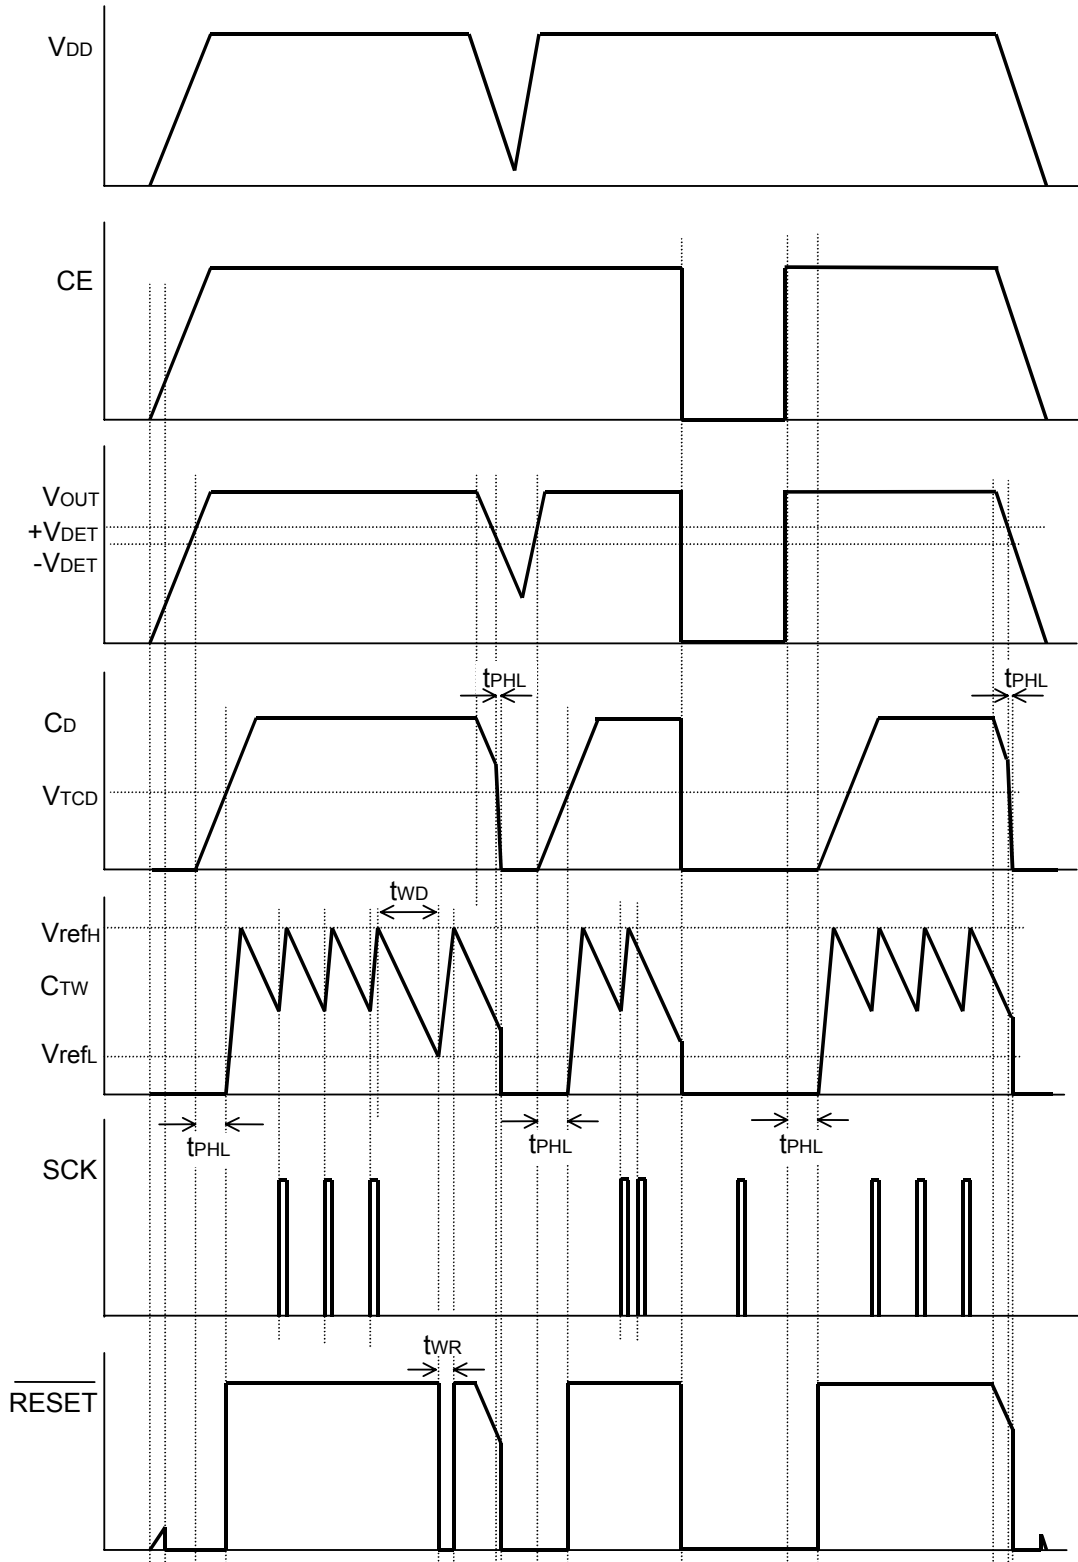 VDD
CE
VOUT
+VDET
-VDET
tPHL
tPHL
CD
VTCD
tWD
VrefH
CTW
VrefL
tPHL
tPHL
tPHL
SCK
tWR
RESET